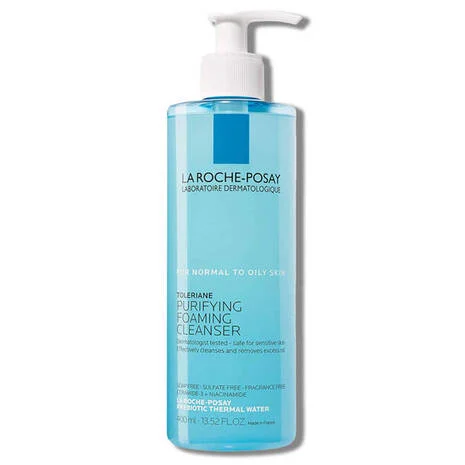 LA ROCHE-POSAY
LABORATOIRE DERMATOLOGIQUE
FOR NORMAL TO OILY SKIN
TOLERIANE
PURIFYING
FOAMING
CLEANSER
Dermatologist tested - safe for sensitive skin
Effectively cleanses and removes excess oil
SOAP FREE - SULFATE FREE - FRAGRANCE FREE
CERAMIDE-3 + NIACINAMIDE
LA ROCHE-POSAY
PREBIOTIC THERMAL WATER
400 ml - 13.52 FL.OZ. Made in France